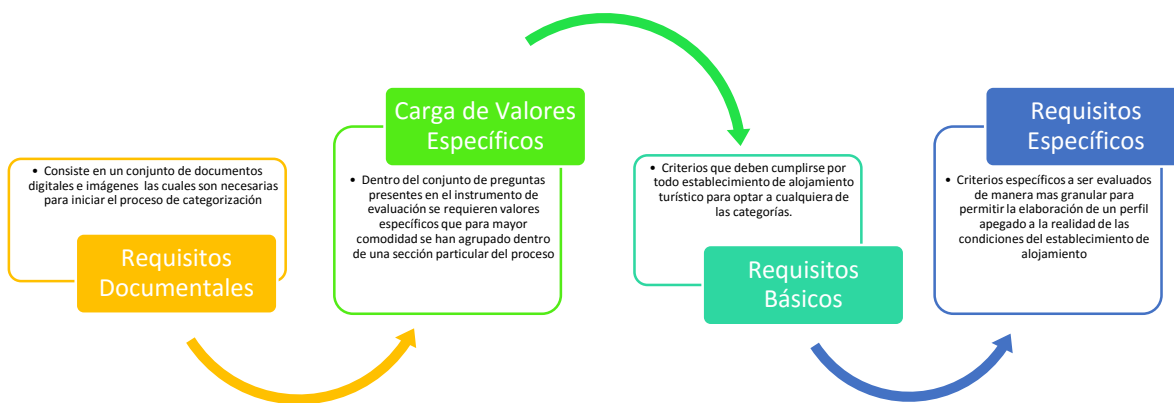 • Consiste en un conjunto de documentos
digitales e imágenes las cuales son necesarias
para iniciar el proceso de categorización
Requisitos
Documentales
Carga de Valores
Específicos
• Dentro del conjunto de preguntas
presentes en el instrumento de
evaluación se requieren valores
específicos que para mayor
comodidad se han agrupado dentro
de una sección particular del proceso
• Criterios que deben cumplirse por
todo establecimiento de alojamiento
turístico para optar a cualquiera de
las categorías.
Requisitos
Básicos
Requisitos
Específicos
• Criterios específicos a ser evaluados
de manera mas granular para
permitir la elaboración de un perfil
apegado a la realidad de las
condiciones del establecimiento de
alojamiento